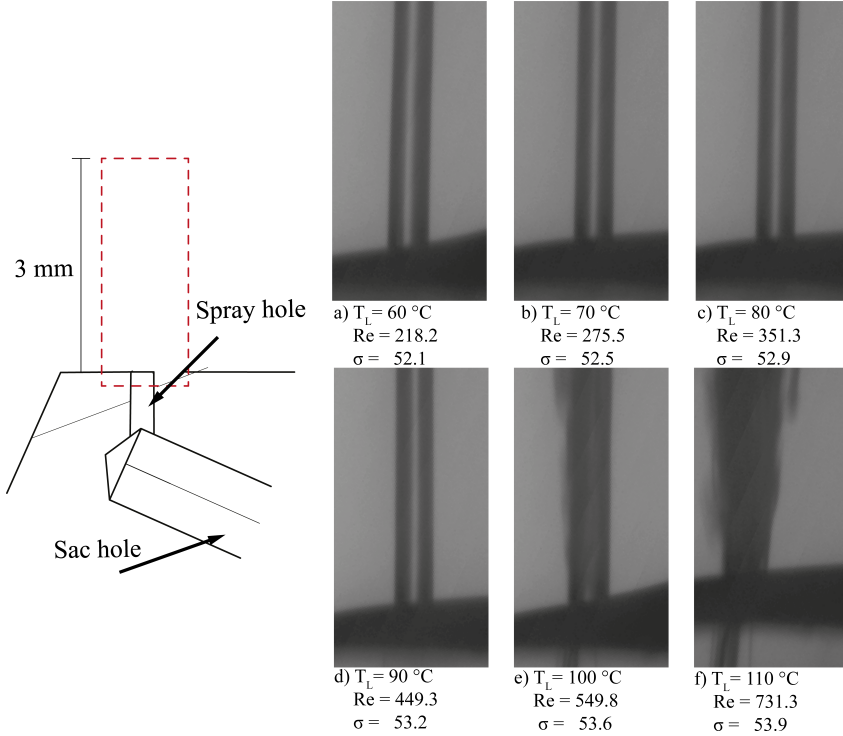 3 mm
Spray hole
Sac hole
a) T_L = 60 °C
Re = 218.2
σ = 52.1
b) T_L = 70 °C
Re = 275.5
σ = 52.5
c) T_L = 80 °C
Re = 351.3
σ = 52.9
d) T_L = 90 °C
Re = 449.3
σ = 53.2
e) T_L = 100 °C
Re = 549.8
σ = 53.6
f) T_L = 110 °C
Re = 731.3
σ = 53.9